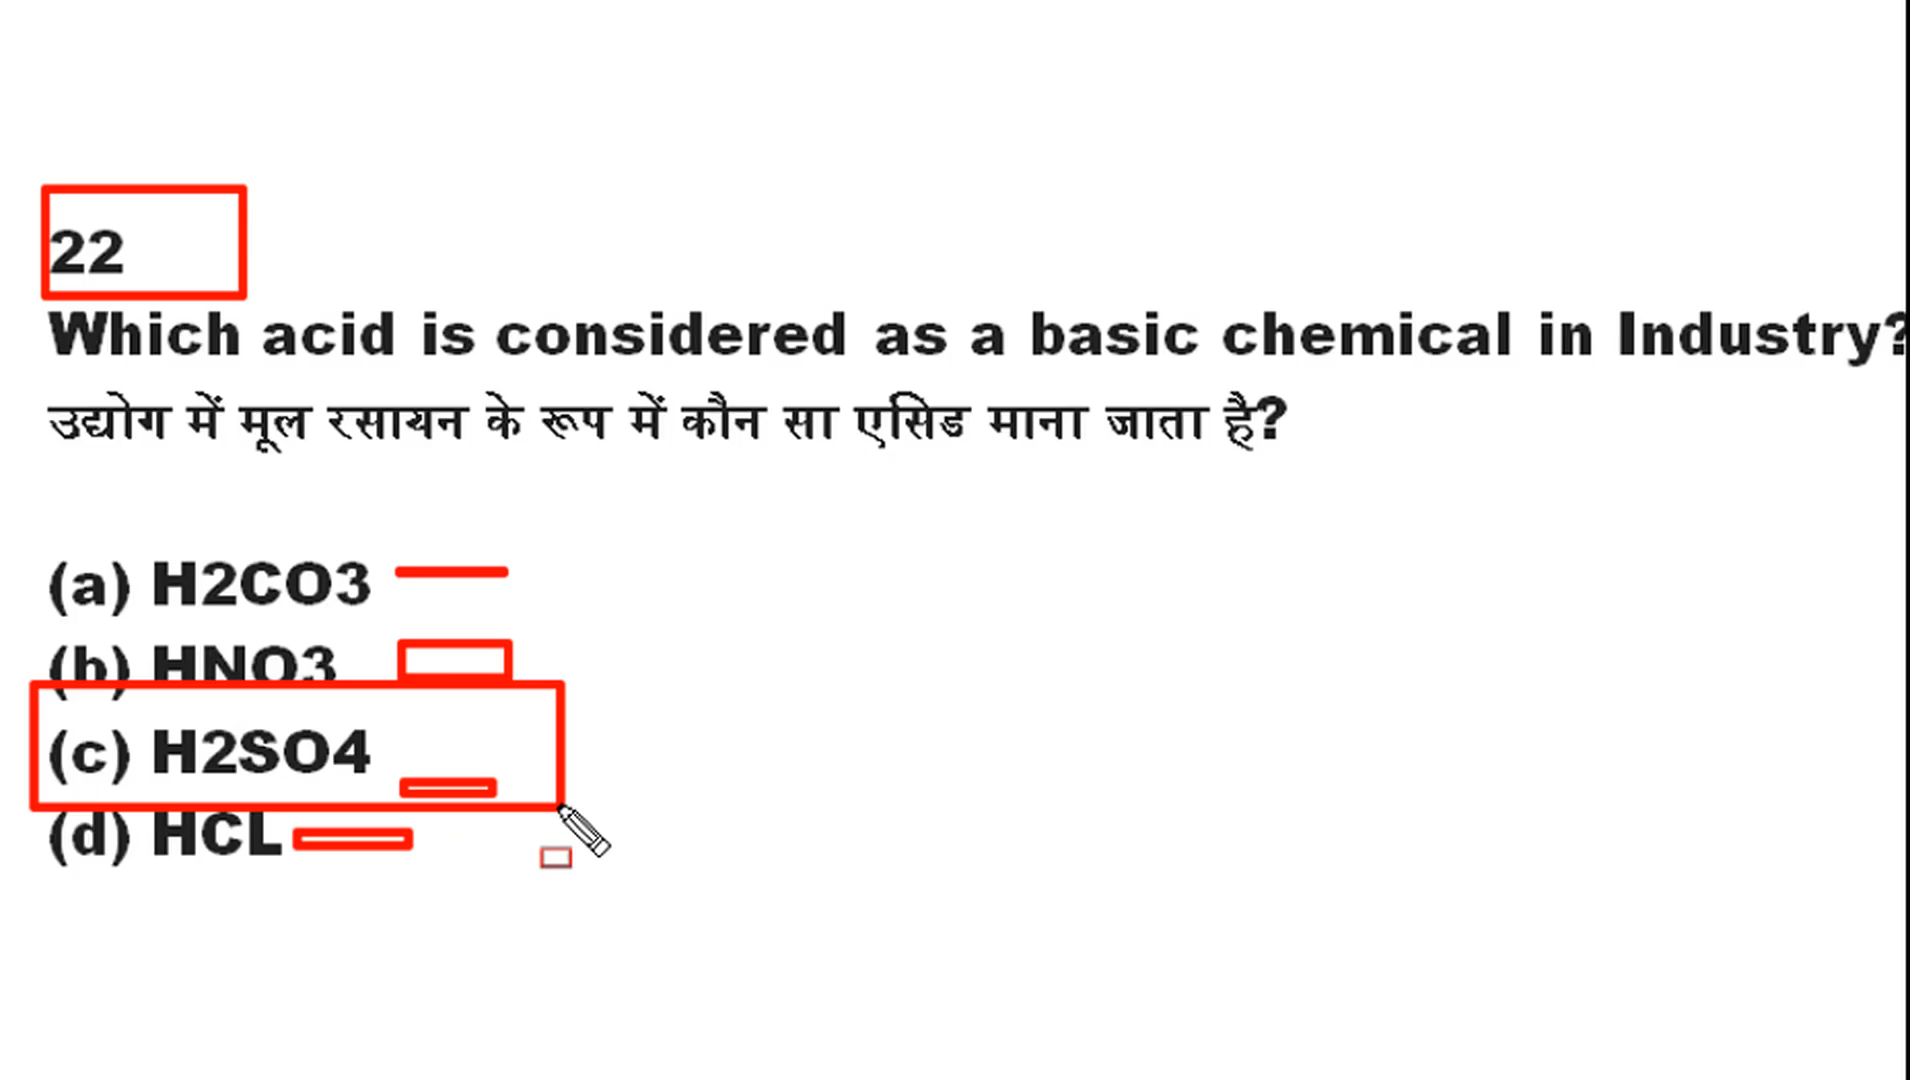 22
Which acid is considered as a basic chemical in Industry?
उद्योग में मूल रसायन के रूप में कौन सा एसिड माना जाता है?
(a) H2CO3
(b) HNO3
(c) H2SO4
(d) HCL